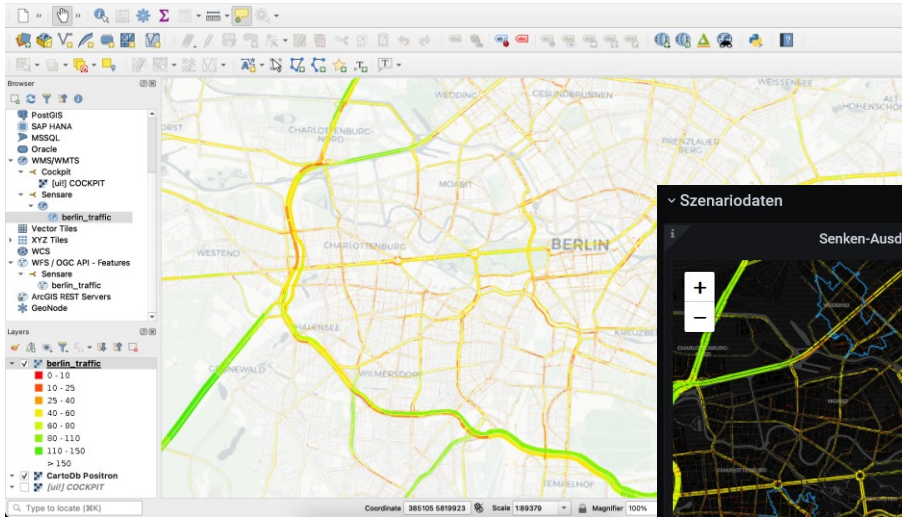 Browser
PostGIS
SAP HANA
MSSQL
Oracle
WMS/WMTS
Cockpit
[ui!] COCKPIT
Sensare
berlin_traffic
Vector Tiles
XYZ Tiles
WCS
WFS / OGC API - Features
Sensare
berlin_traffic
ArcGIS REST Servers
GeoNode
Layers
berlin_traffic
0 - 10
10 - 25
25 - 40
40 - 60
60 - 80
80 - 110
110 - 150
> 150
CartoDb Positron
[ui!] COCKPIT
Type to locate (⌘K)
Coordinate 385105 5819923
Scale 1:89379
Magnifier 100%
WEISSENSEE
WEDDING
GESUNDBRUNNEN
CHARLOTTENBURG-
NORD
PRENZLAUER
BERG
MOABIT
WESTEND
CHARLOTTENBURG
BERLIN
HALENSEE
GRUNEWALD
WILMERSDORF
TEMPELHOF
Szenariodaten
Senken-Ausd
+
−
WEDDING
MOABIT